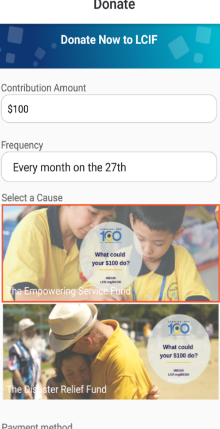 Donate
Donate Now to LCIF
Contribution Amount
$100
Frequency
Every month on the 27th
Select a Cause
100
What could
your $100 do?
The Empowering Service Fund
100
What could
your $100 do?
The Disaster Relief Fund
Payment method